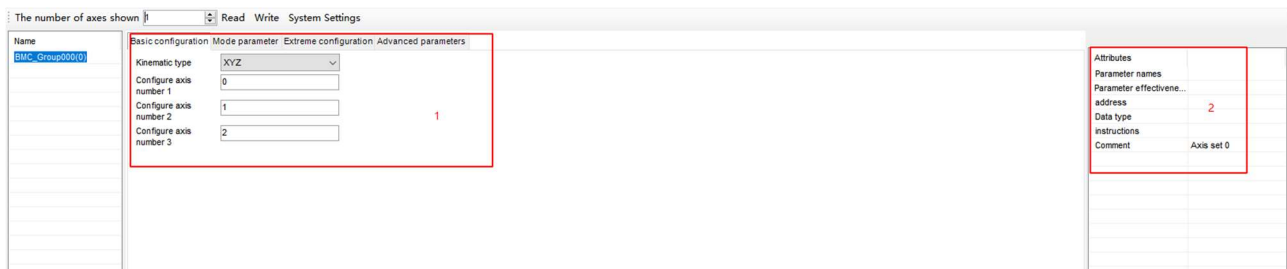 The number of axes shown 1 Read Write System Settings
Name
BMC_Group000(0)
Basic configuration Mode parameter Extreme configuration Advanced parameters
Kinematic type XYZ
Configure axis
number 1 0
Configure axis
number 2 1
Configure axis
number 3 2
1
Attributes
Parameter names
Parameter effectivene...
address
Data type
instructions
Comment Axis set 0
2